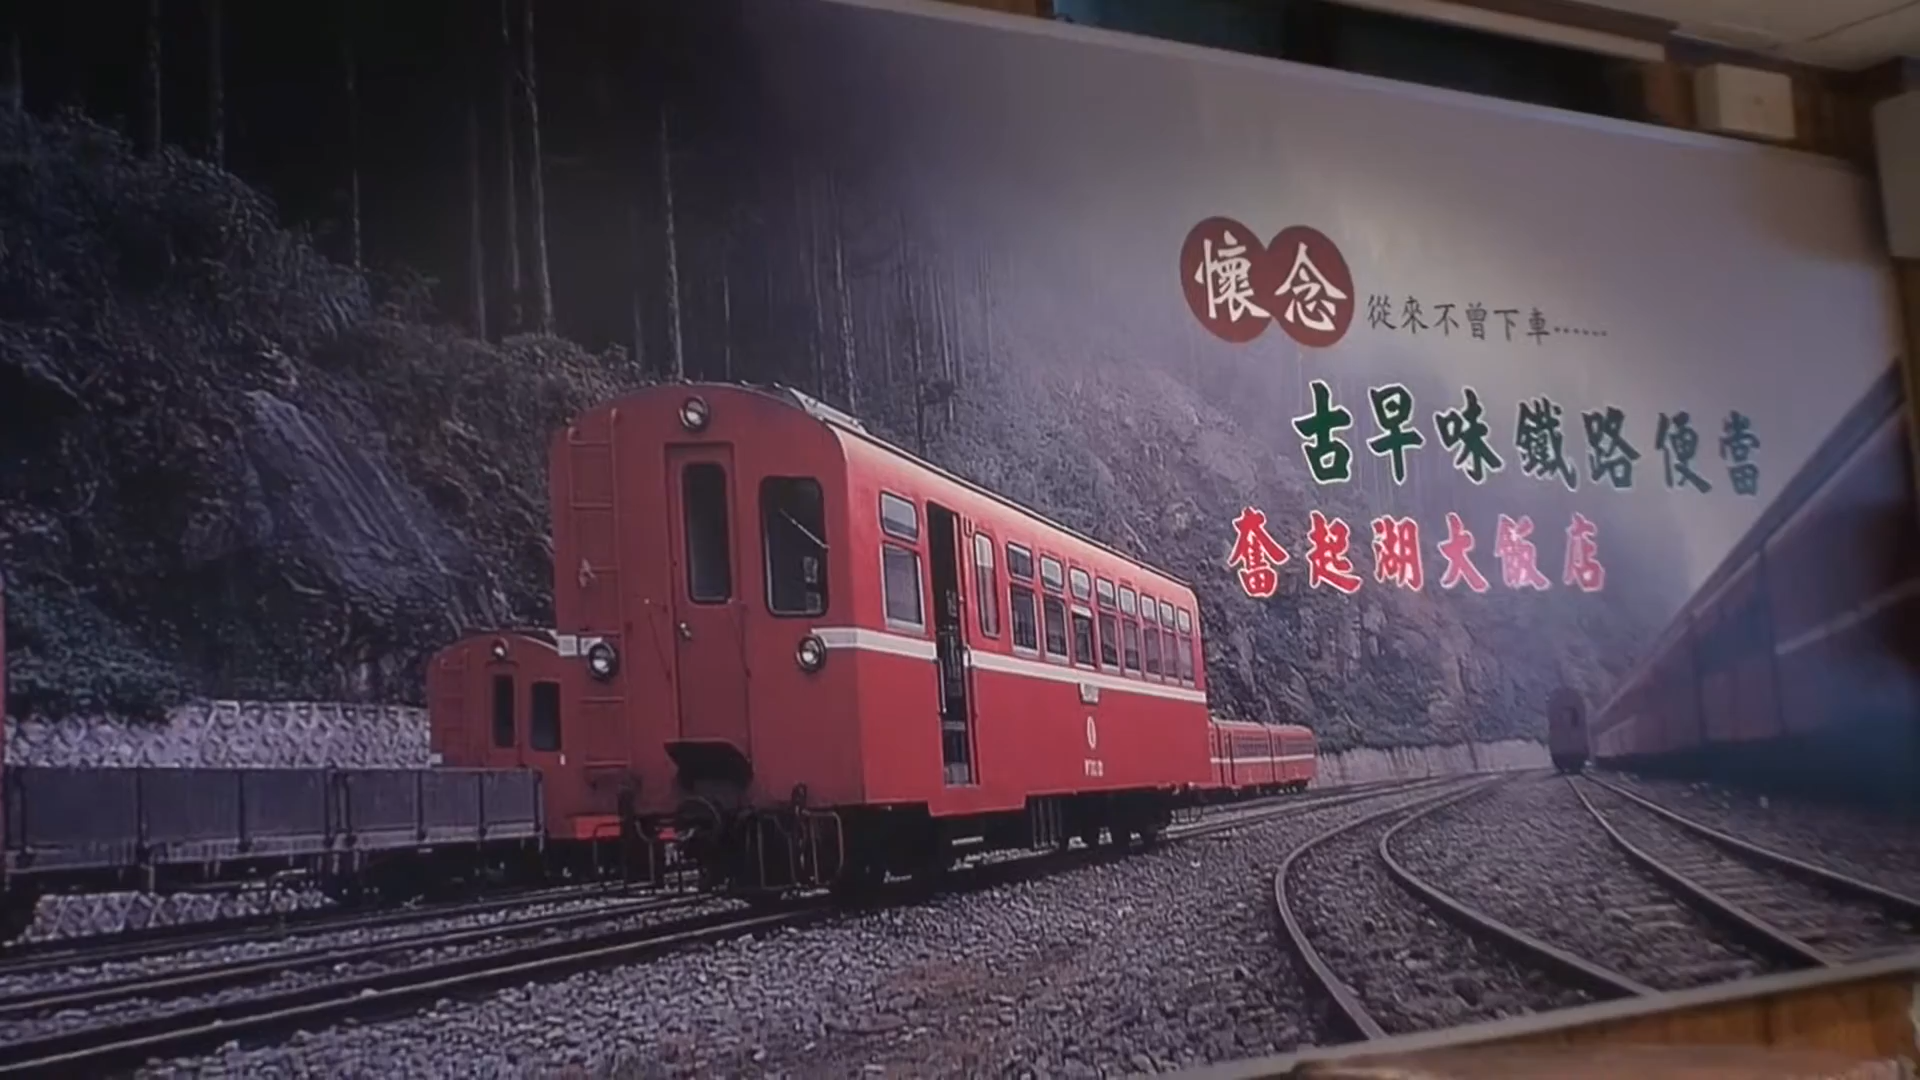 懷念 從來不曾下車......
古早味鐵路便當
奮起湖大飯店